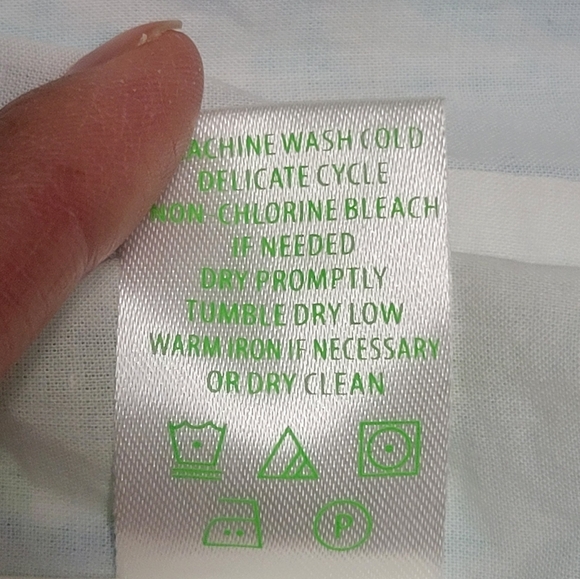 ACHINE WASH COLD
DELICATE CYCLE
NON-CHLORINE BLEACH
IF NEEDED
DRY PROMPTLY
TUMBLE DRY LOW
WARM IRON IF NECESSARY
OR DRY CLEAN
P